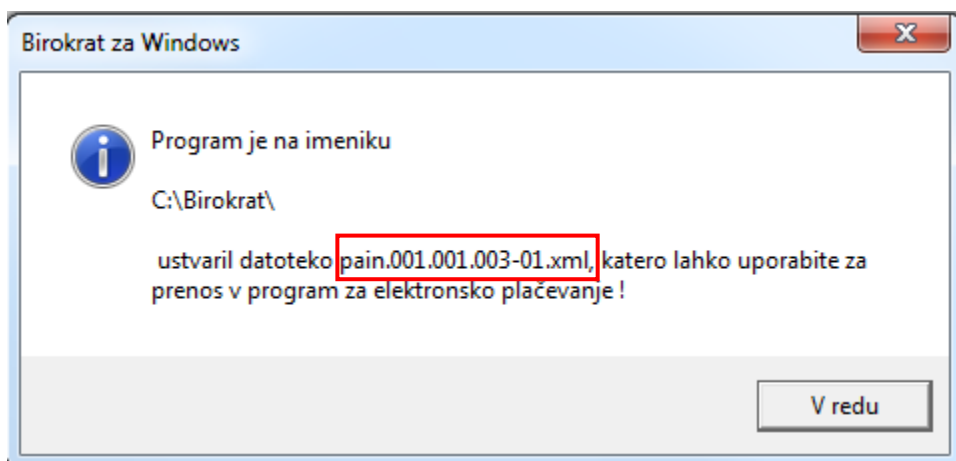 Birokrat za Windows
Program je na imeniku
C:\Birokrat\
ustvaril datoteko pain.001.001.003-01.xml, katero lahko uporabite za
prenos v program za elektronsko plačevanje !
V redu